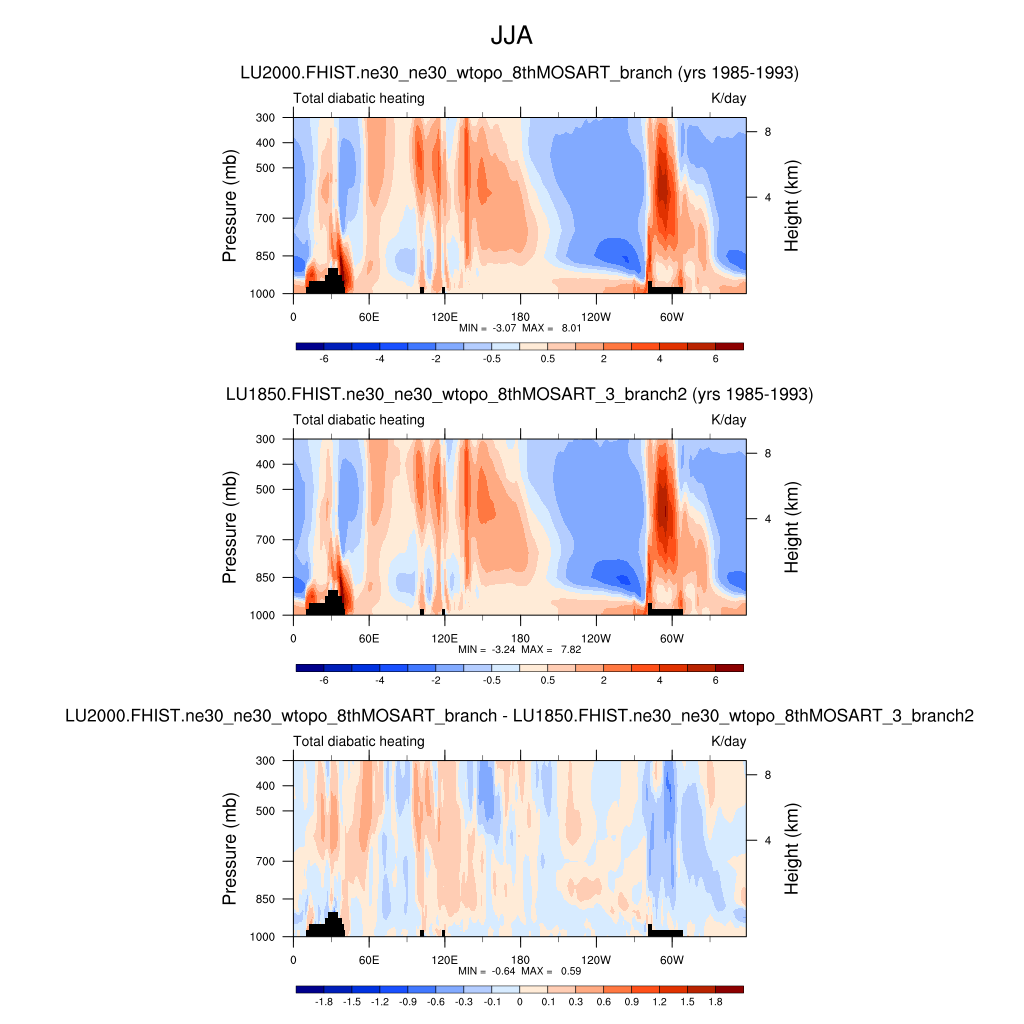 JJA
LU2000.FHIST.ne30_ne30_wtopo_8thMOSART_branch (yrs 1985-1993)
Total diabatic heating K/day
300
400
500
700
850
1000
Pressure (mb)
8
4
Height (km)
0 60E 120E 180 120W 60W
MIN = -3.07 MAX = 8.01
-6 -4 -2 -0.5 0.5 2 4 6
LU1850.FHIST.ne30_ne30_wtopo_8thMOSART_3_branch2 (yrs 1985-1993)
Total diabatic heating K/day
300
400
500
700
850
1000
Pressure (mb)
8
4
Height (km)
0 60E 120E 180 120W 60W
MIN = -3.24 MAX = 7.82
-6 -4 -2 -0.5 0.5 2 4 6
LU2000.FHIST.ne30_ne30_wtopo_8thMOSART_branch - LU1850.FHIST.ne30_ne30_wtopo_8thMOSART_3_branch2
Total diabatic heating K/day
300
400
500
700
850
1000
Pressure (mb)
8
4
Height (km)
0 60E 120E 180 120W 60W
MIN = -0.64 MAX = 0.59
-1.8 -1.5 -1.2 -0.9 -0.6 -0.3 -0.1 0 0.1 0.3 0.6 0.9 1.2 1.5 1.8